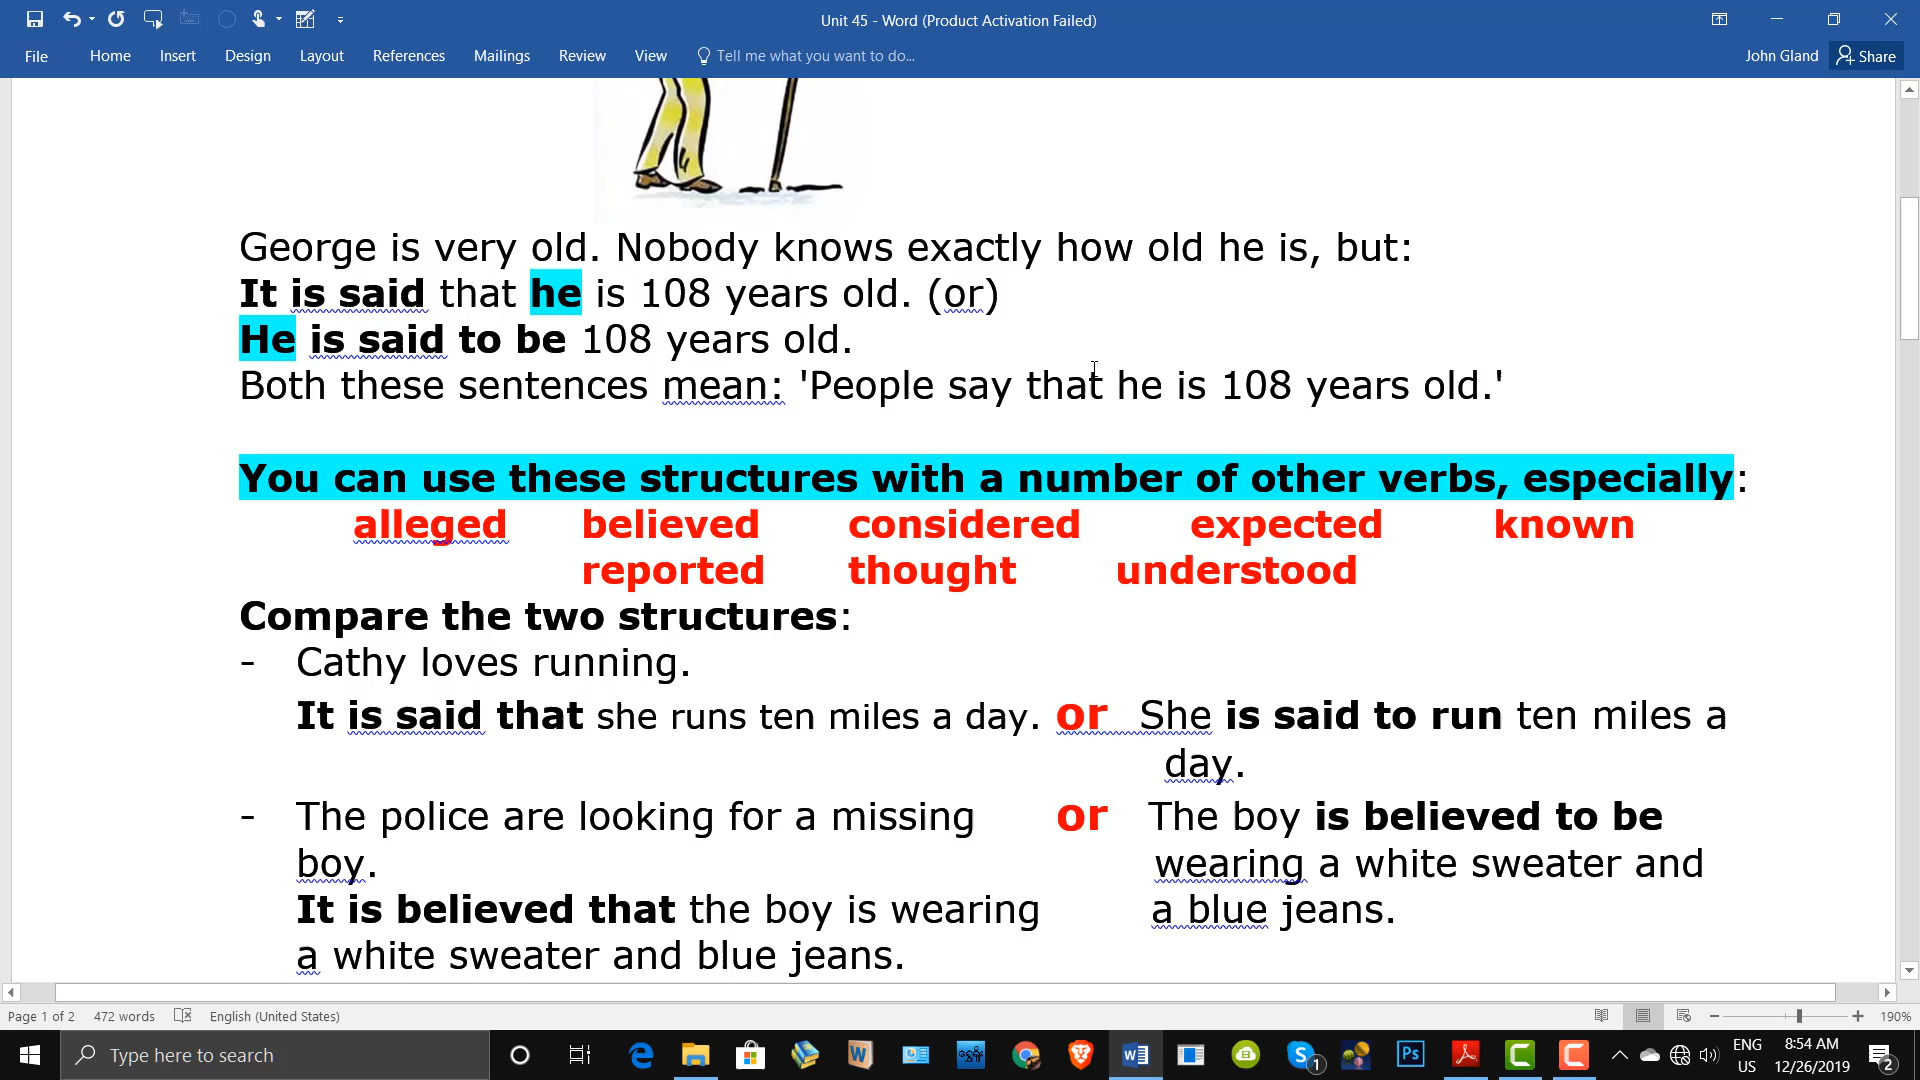 Unit 45 - Word (Product Activation Failed)
File Home Insert Design Layout References Mailings Review View Tell me what you want to do... John Gland Share
George is very old. Nobody knows exactly how old he is, but:
It is said that he is 108 years old. (or)
He is said to be 108 years old.
Both these sentences mean: 'People say that he is 108 years old.'
You can use these structures with a number of other verbs, especially:
alleged believed considered expected known
reported thought understood
Compare the two structures:
- Cathy loves running.
It is said that she runs ten miles a day. or She is said to run ten miles a
day.
- The police are looking for a missing or The boy is believed to be
boy. wearing a white sweater and
It is believed that the boy is wearing a blue jeans.
a white sweater and blue jeans.
Page 1 of 2 472 words English (United States) 190%
Type here to search
ENG 8:54 AM
US 12/26/2019